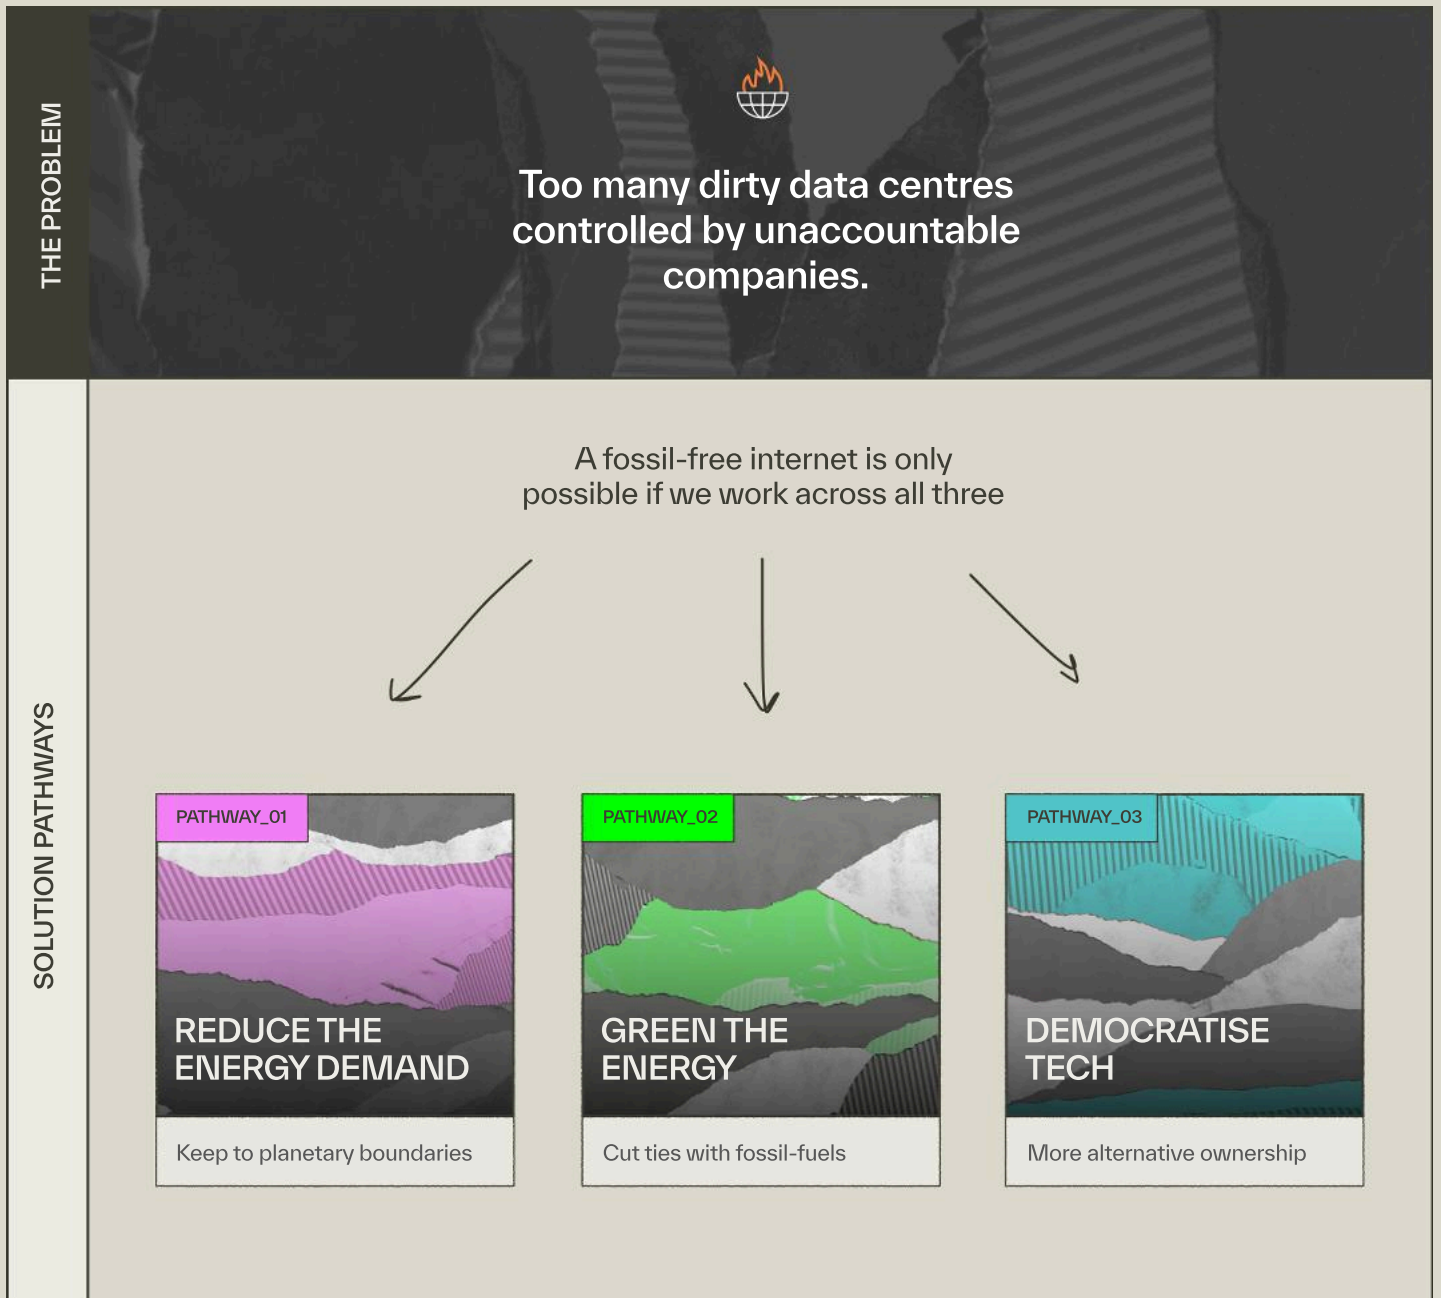 THE PROBLEM
Too many dirty data centres
controlled by unaccountable
companies.
SOLUTION PATHWAYS
A fossil-free internet is only
possible if we work across all three
PATHWAY_01
REDUCE THE
ENERGY DEMAND
Keep to planetary boundaries
PATHWAY_02
GREEN THE
ENERGY
Cut ties with fossil-fuels
PATHWAY_03
DEMOCRATISE
TECH
More alternative ownership